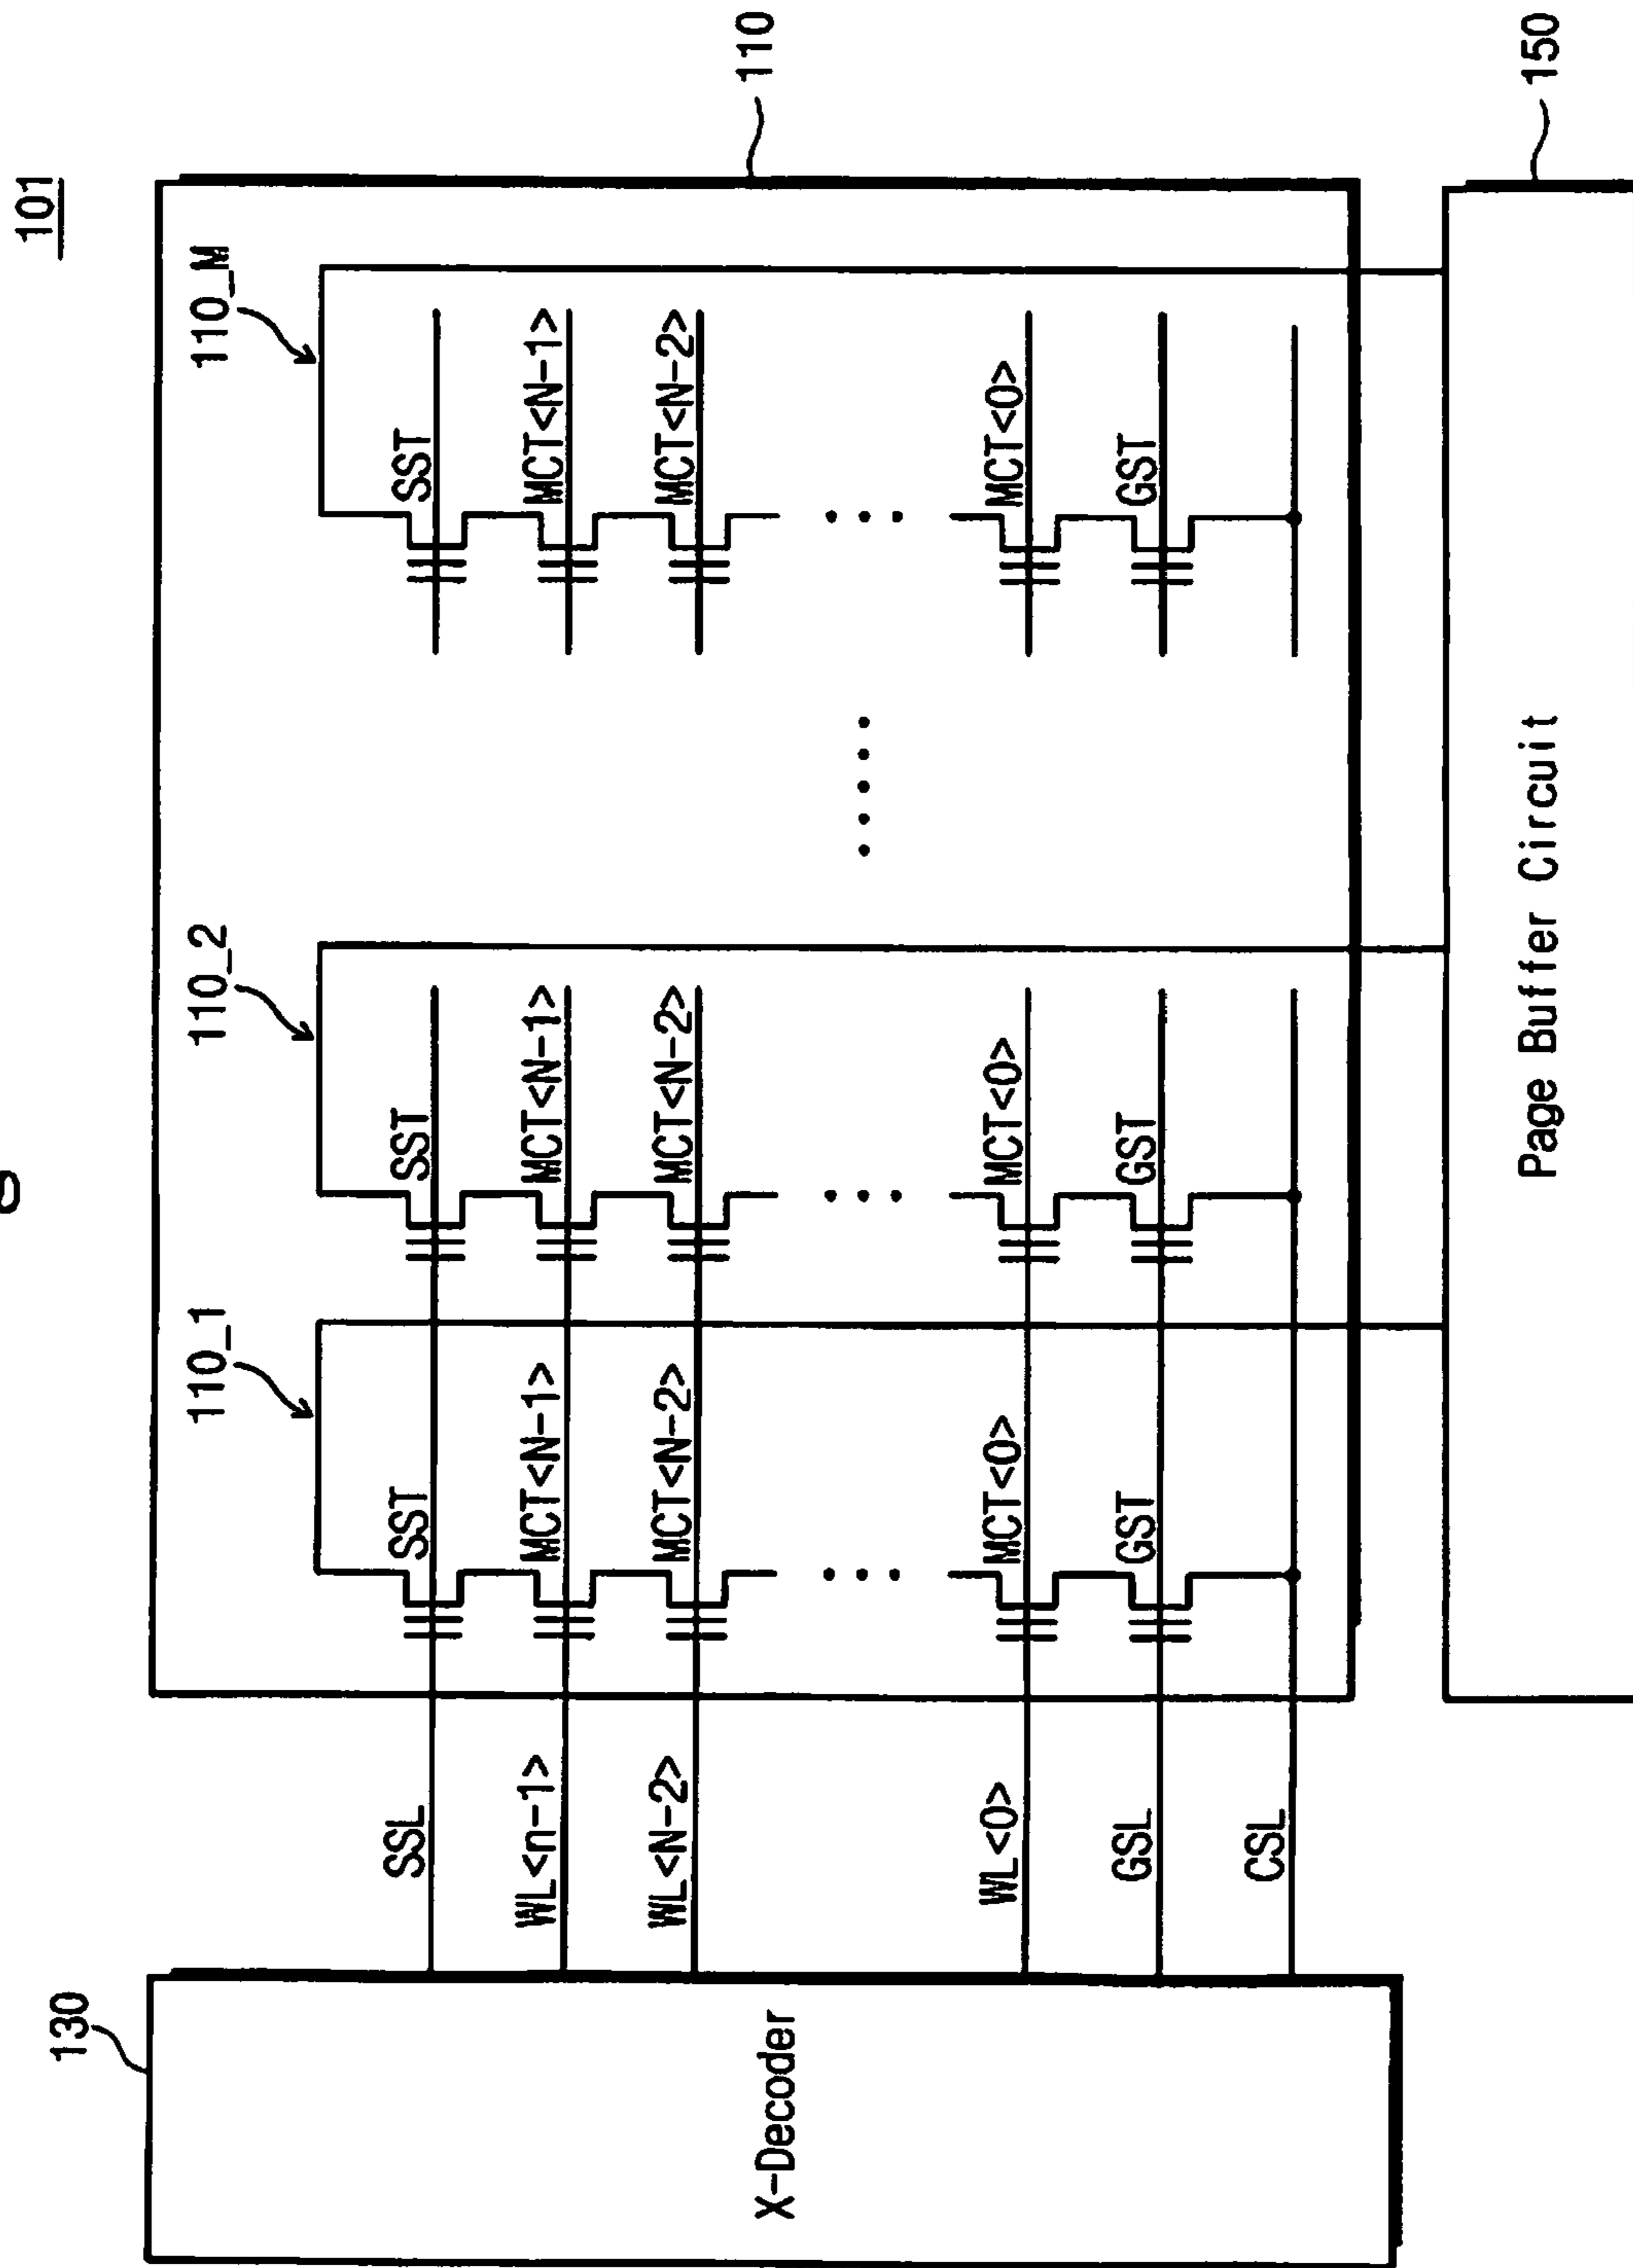 101
130
X-Decoder
SSL
WL<n-1>
WL<N-2>
WL<0>
GSL
CSL
110_1
SST
MCT<N-1>
MCT<N-2>
MCT<0>
GST
110_2
SST
MCT<N-1>
MCT<N-2>
MCT<0>
GST
110_M
SST
MCT<N-1>
MCT<N-2>
MCT<0>
GST
110
Page Buffer Circuit
150